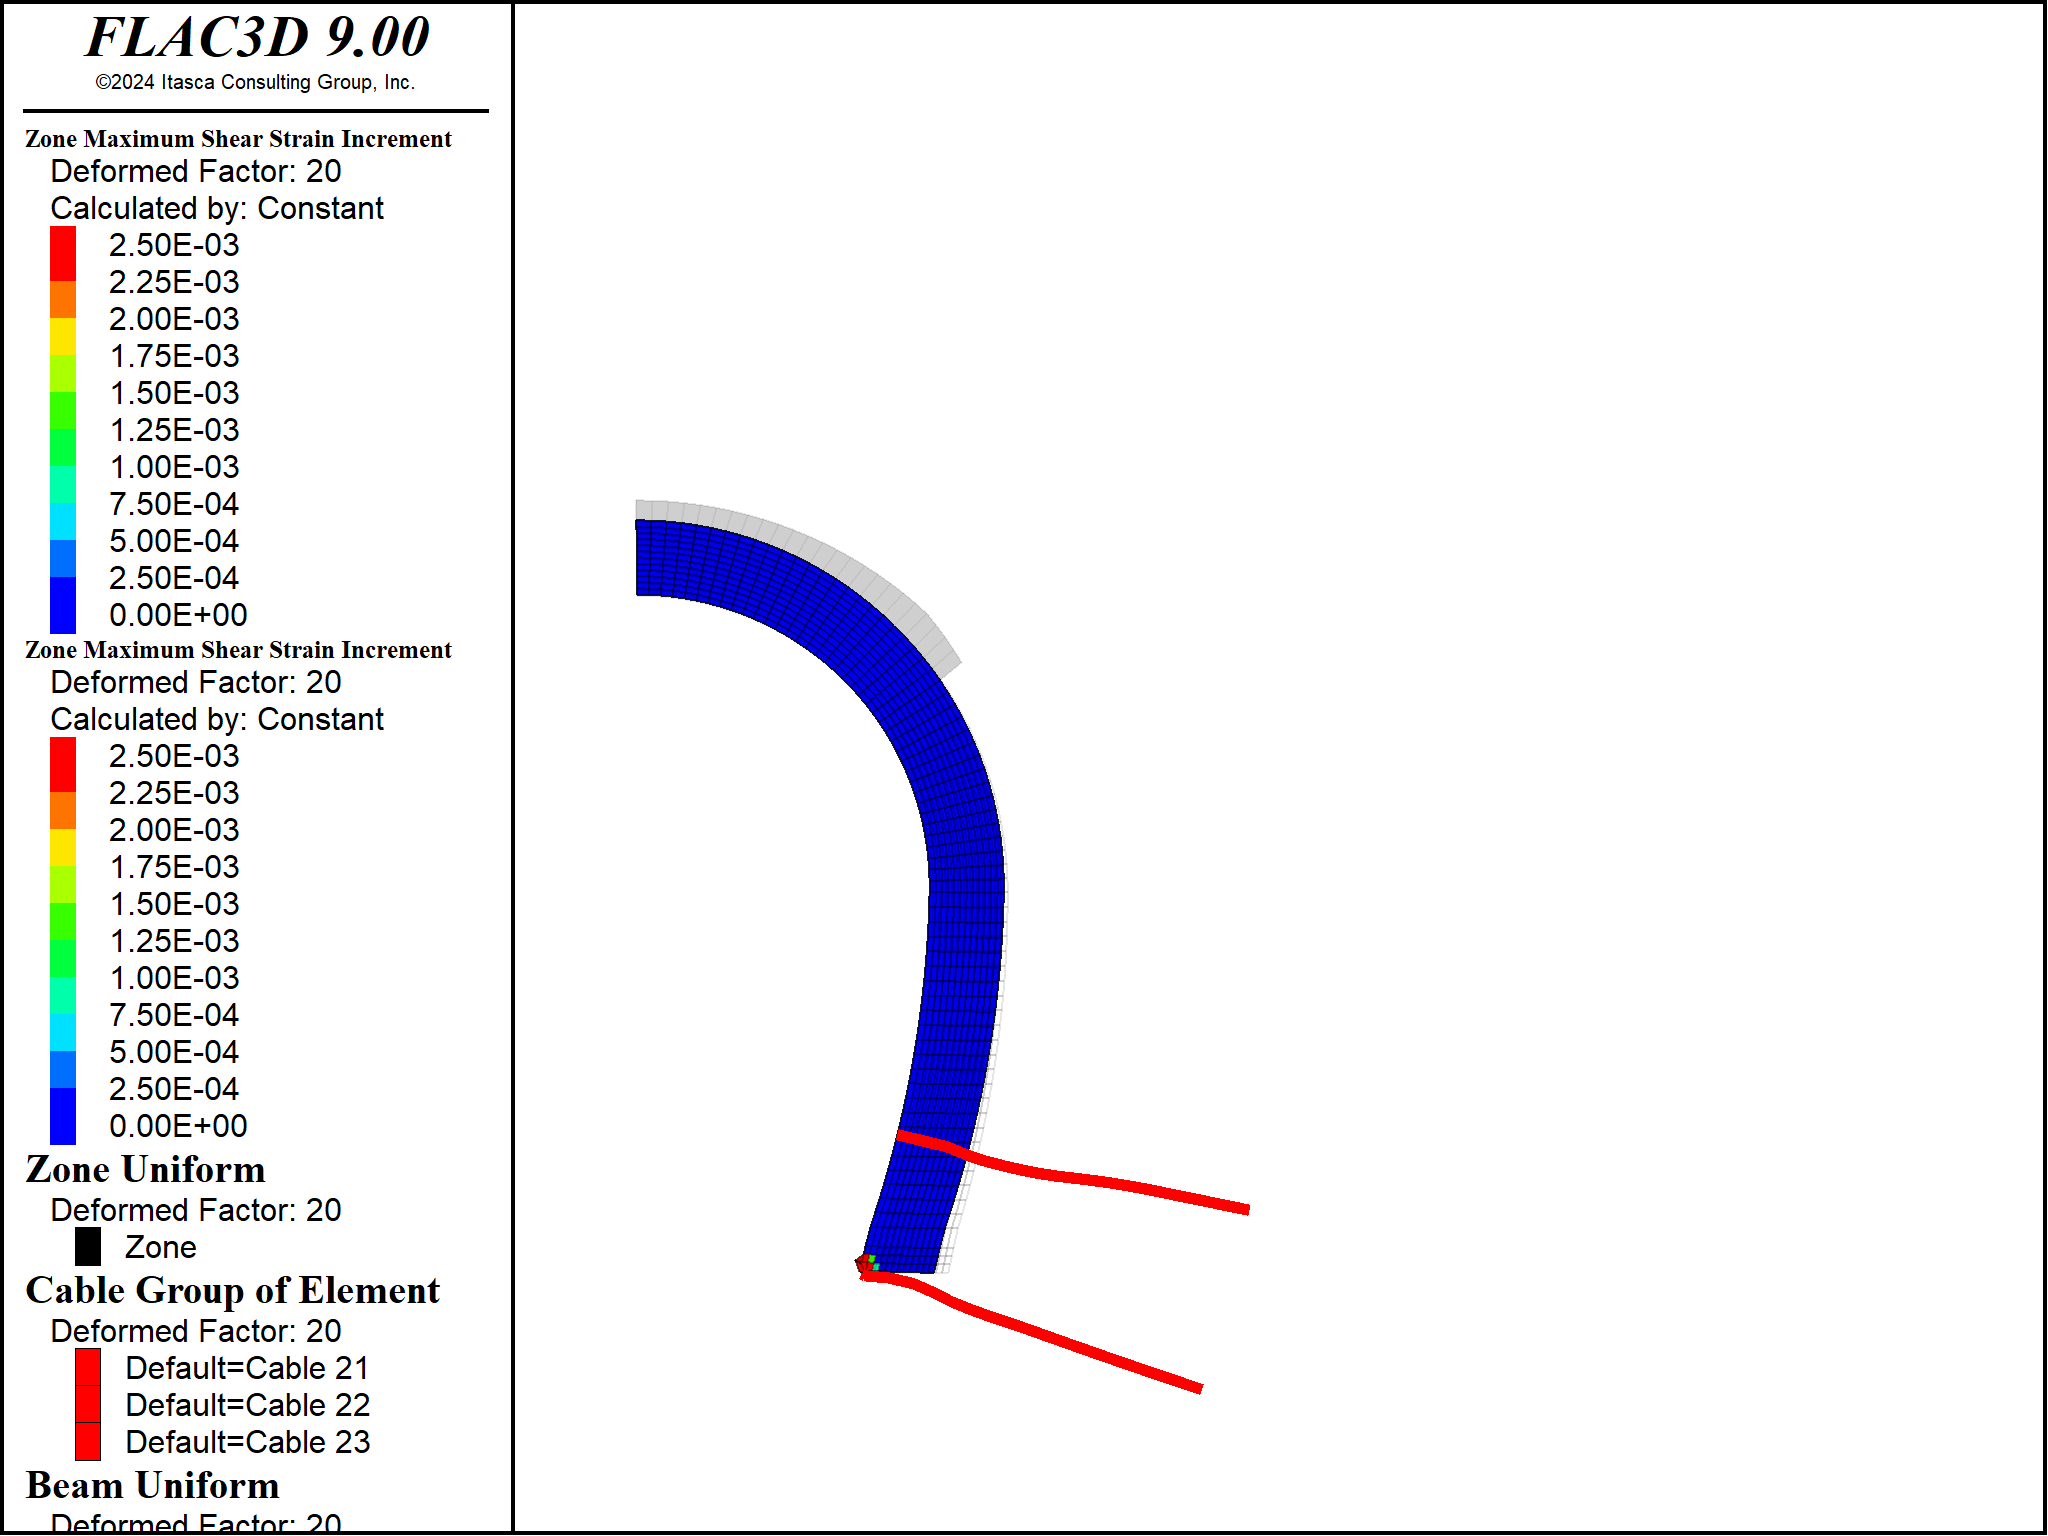 FLAC3D 9.00
©2024 Itasca Consulting Group, Inc.
Zone Maximum Shear Strain Increment
Deformed Factor: 20
Calculated by: Constant
2.50E-03
2.25E-03
2.00E-03
1.75E-03
1.50E-03
1.25E-03
1.00E-03
7.50E-04
5.00E-04
2.50E-04
0.00E+00
Zone Maximum Shear Strain Increment
Deformed Factor: 20
Calculated by: Constant
2.50E-03
2.25E-03
2.00E-03
1.75E-03
1.50E-03
1.25E-03
1.00E-03
7.50E-04
5.00E-04
2.50E-04
0.00E+00
Zone Uniform
Deformed Factor: 20
Zone
Cable Group of Element
Deformed Factor: 20
Default=Cable 21
Default=Cable 22
Default=Cable 23
Beam Uniform
Deformed Factor: 20